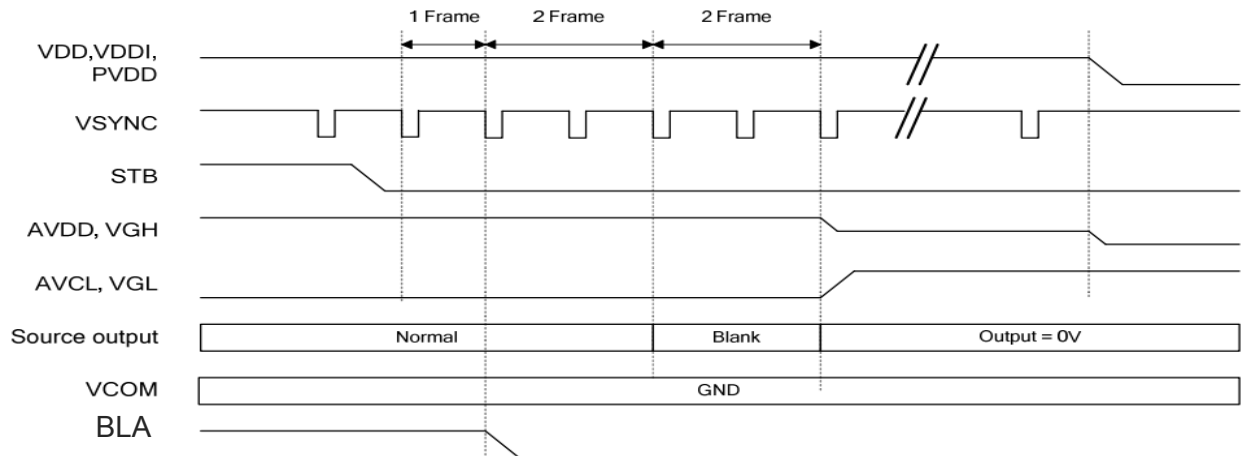 1 Frame 2 Frame 2 Frame
VDD,VDDI,
PVDD
VSYNC
STB
AVDD, VGH
AVCL, VGL
Source output Normal Blank Output = 0V
VCOM GND
BLA